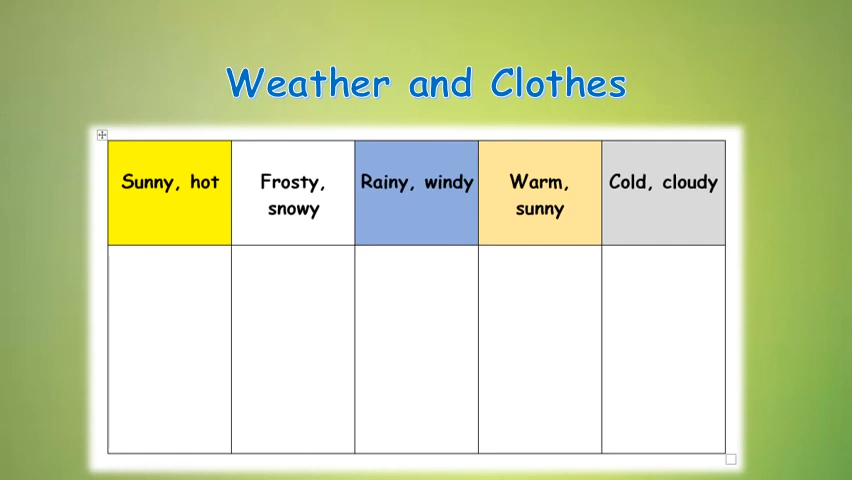 Weather and Clothes
Sunny, hot
Frosty,
snowy
Rainy, windy
Warm,
sunny
Cold, cloudy